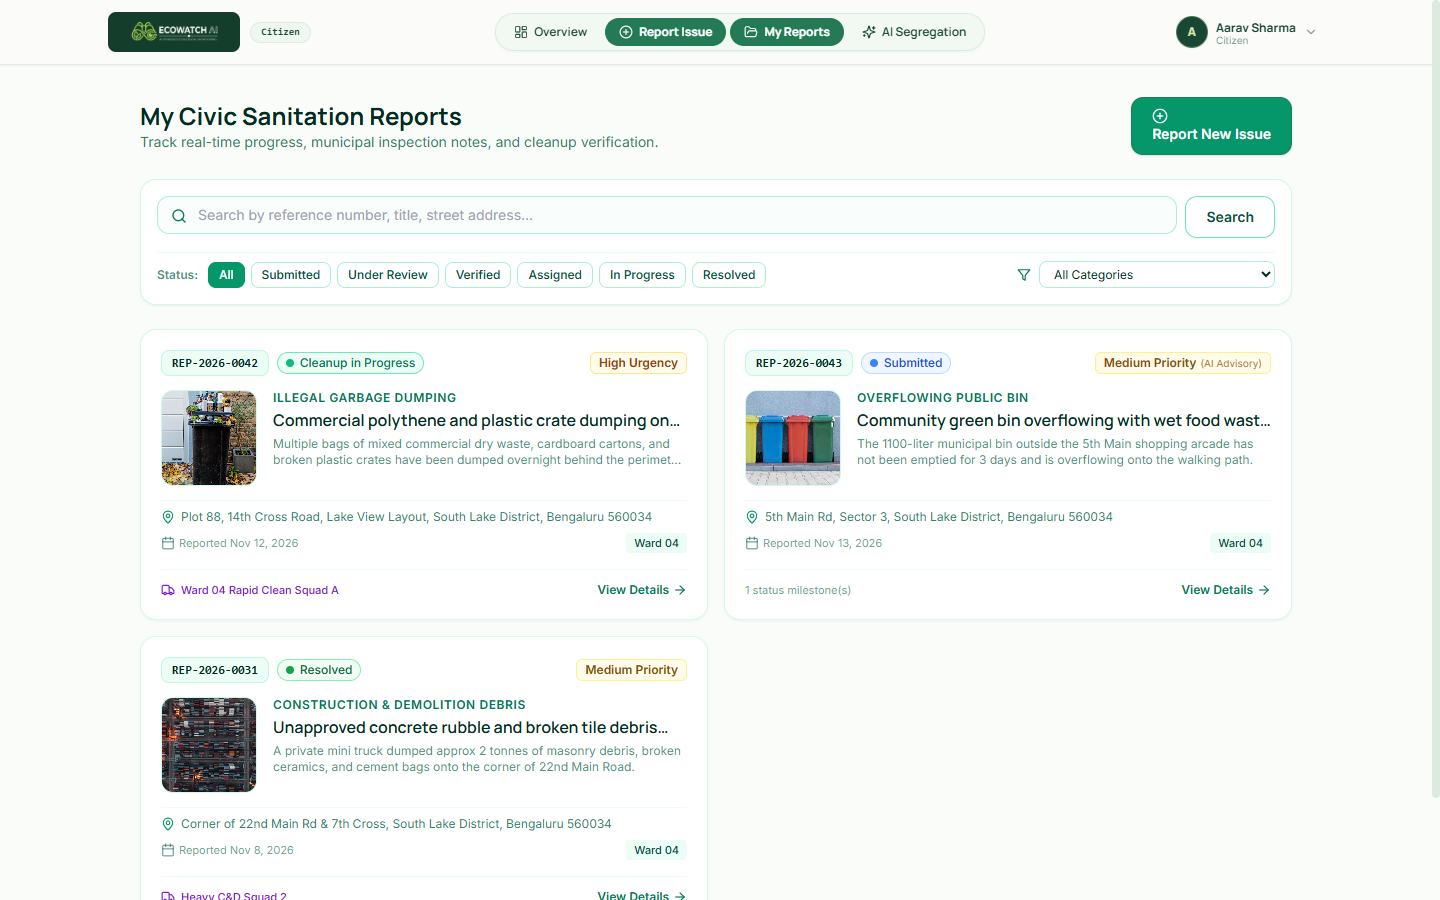 ECOWATCH AI
Citizen
Overview
Report Issue
My Reports
AI Segregation
A
Aarav Sharma
Citizen
My Civic Sanitation Reports
Track real-time progress, municipal inspection notes, and cleanup verification.
Report New Issue
Search by reference number, title, street address...
Search
Status:
All
Submitted
Under Review
Verified
Assigned
In Progress
Resolved
All Categories
REP-2026-0042
Cleanup in Progress
High Urgency
ILLEGAL GARBAGE DUMPING
Commercial polythene and plastic crate dumping on...
Multiple bags of mixed commercial dry waste, cardboard cartons, and
broken plastic crates have been dumped overnight behind the perimet...
Plot 88, 14th Cross Road, Lake View Layout, South Lake District, Bengaluru 560034
Reported Nov 12, 2026
Ward 04
Ward 04 Rapid Clean Squad A
View Details
REP-2026-0043
Submitted
Medium Priority (AI Advisory)
OVERFLOWING PUBLIC BIN
Community green bin overflowing with wet food wast...
The 1100-liter municipal bin outside the 5th Main shopping arcade has
not been emptied for 3 days and is overflowing onto the walking path.
5th Main Rd, Sector 3, South Lake District, Bengaluru 560034
Reported Nov 13, 2026
Ward 04
1 status milestone(s)
View Details
REP-2026-0031
Resolved
Medium Priority
CONSTRUCTION & DEMOLITION DEBRIS
Unapproved concrete rubble and broken tile debris...
A private mini truck dumped approx 2 tonnes of masonry debris, broken
ceramics, and cement bags onto the corner of 22nd Main Road.
Corner of 22nd Main Rd & 7th Cross, South Lake District, Bengaluru 560034
Reported Nov 8, 2026
Ward 04
Heavy C&D Squad 2
View Details